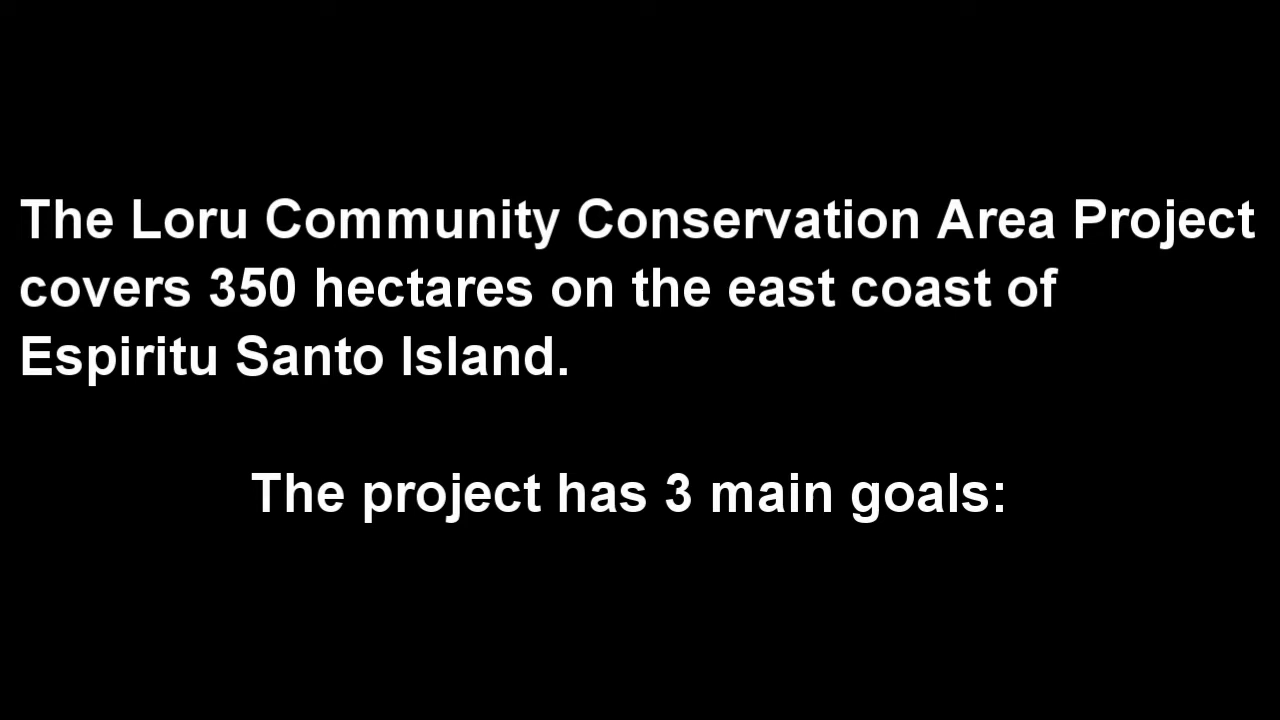 The Loru Community Conservation Area Project
covers 350 hectares on the east coast of
Espiritu Santo Island.
The project has 3 main goals: